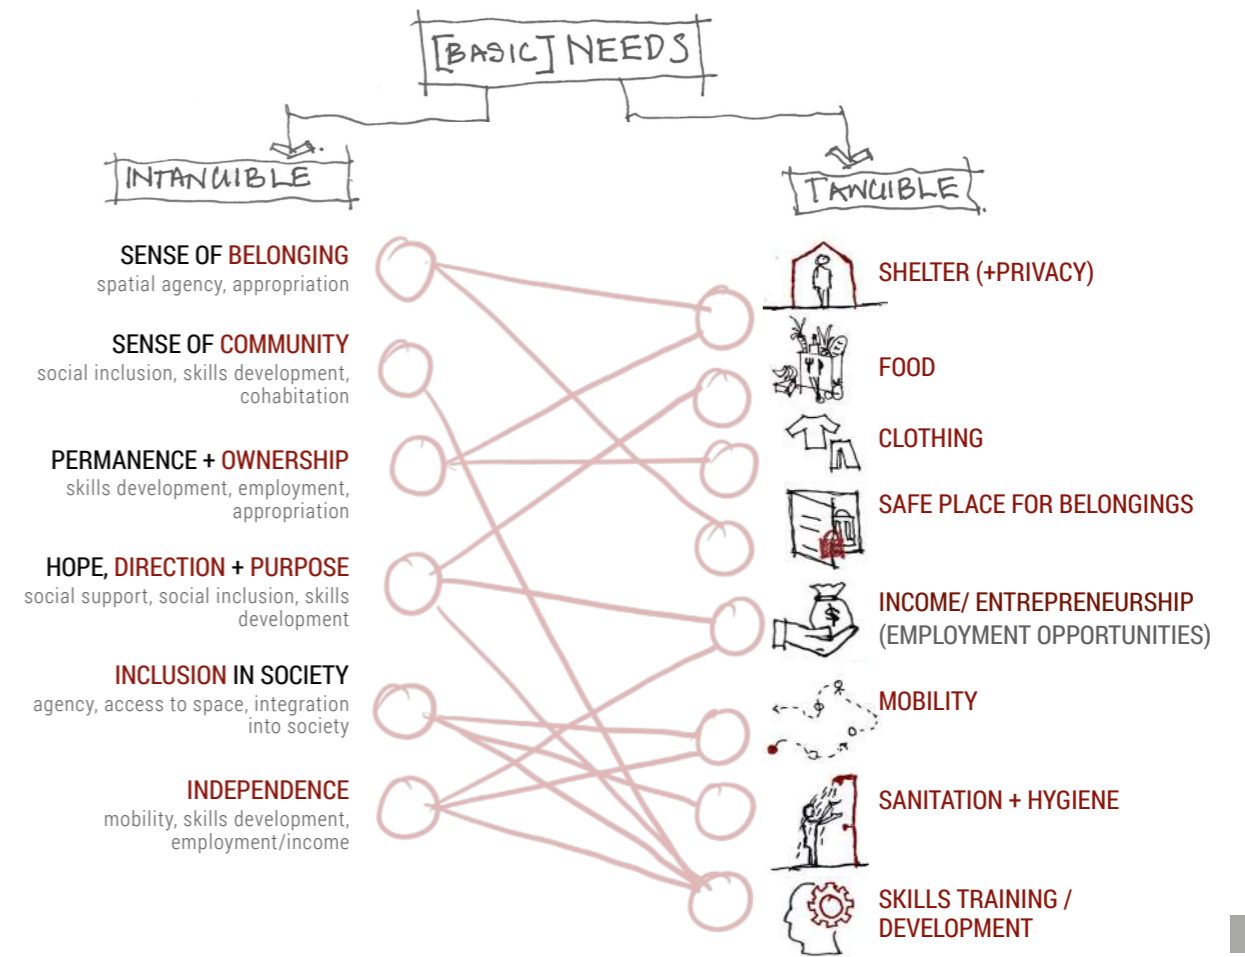 [BASIC] NEEDS
INTANGIBLE
TANGIBLE
SENSE OF BELONGING
spatial agency, appropriation
SENSE OF COMMUNITY
social inclusion, skills development,
cohabitation
PERMANENCE + OWNERSHIP
skills development, employment,
appropriation
HOPE, DIRECTION + PURPOSE
social support, social inclusion, skills
development
INCLUSION IN SOCIETY
agency, access to space, integration
into society
INDEPENDENCE
mobility, skills development,
employment/income
SHELTER (+PRIVACY)
FOOD
CLOTHING
SAFE PLACE FOR BELONGINGS
$
INCOME/ ENTREPRENEURSHIP
(EMPLOYMENT OPPORTUNITIES)
MOBILITY
SANITATION + HYGIENE
SKILLS TRAINING /
DEVELOPMENT